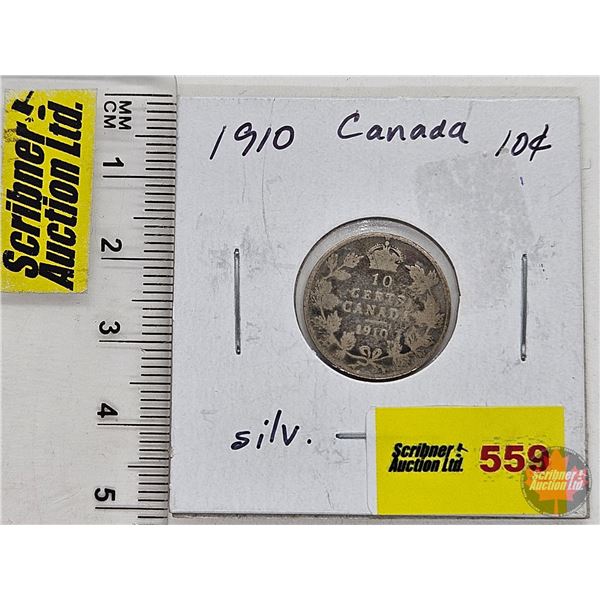 Scribner
Auction Ltd.
MM
CM
1
2
3
4
5
1910 Canada 10¢
10
CENTS
CANADA
1910
silv. —
Scribner
Auction Ltd.
559
Scribner
Auction Ltd.